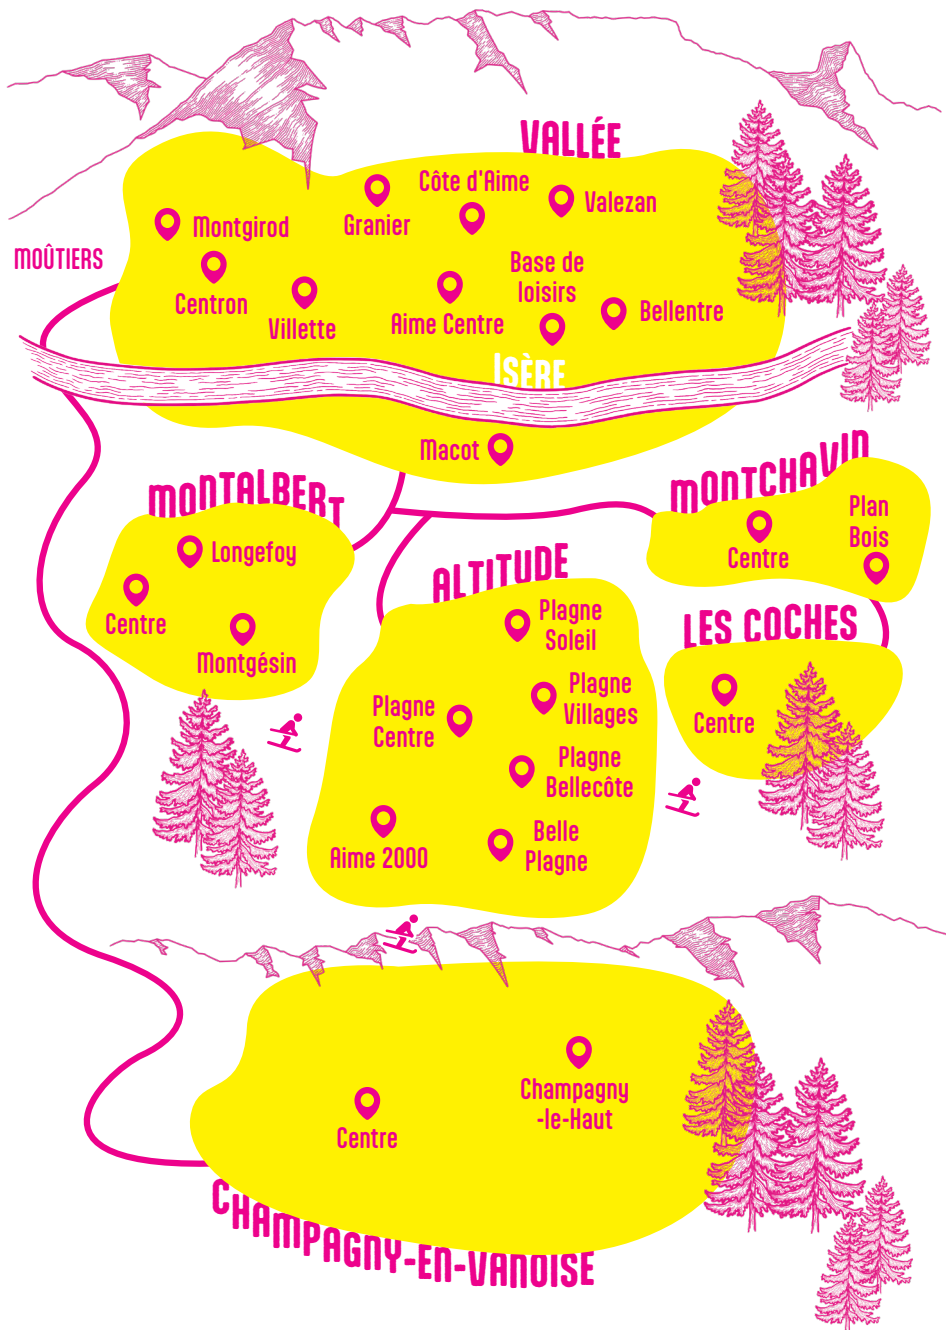 VALLÉE
Côte d'Aime
Valezan
Granier
Montgirod
MOÛTIERS
Base de
loisirs
Centron
Villette
Aime Centre
Bellentre
ISÈRE
Macot
MONTALBERT
Longefoy
Centre
Montgésin
MONTCHAVIN
Plan
Bois
Centre
ALTITUDE
Plagne
Soleil
Plagne
Villages
Plagne
Centre
Plagne
Bellecôte
Belle
Plagne
Aime 2000
LES COCHES
Centre
Champagny
-le-Haut
Centre
CHAMPAGNY-EN-VANOISE